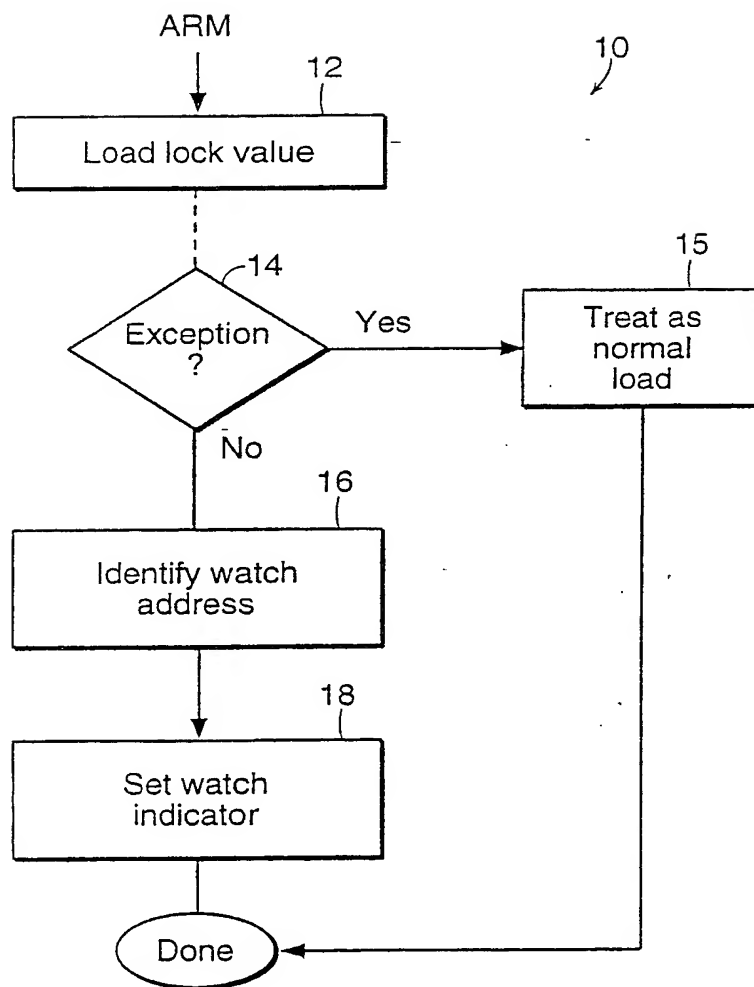 ARM
10
12
Load lock value
14
Exception
?
Yes
15
Treat as
normal
load
No
16
Identify watch
address
18
Set watch
indicator
Done